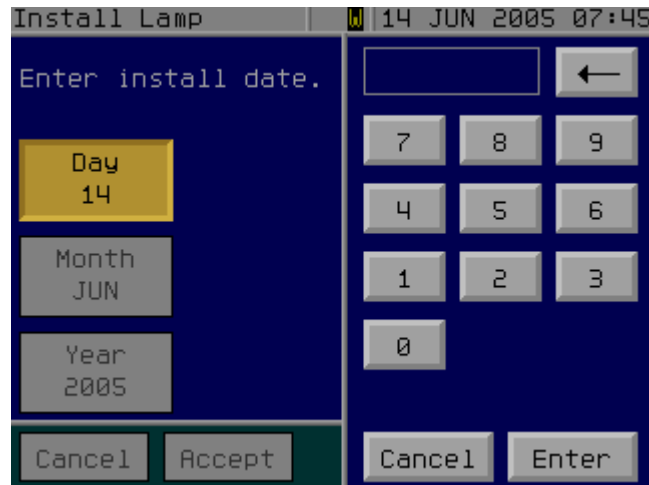 Install Lamp
W
14 JUN 2005 07:45
Enter install date.
Day
14
Month
JUN
Year
2005
Cancel
Accept
←
7 8 9
4 5 6
1 2 3
0
Cancel
Enter